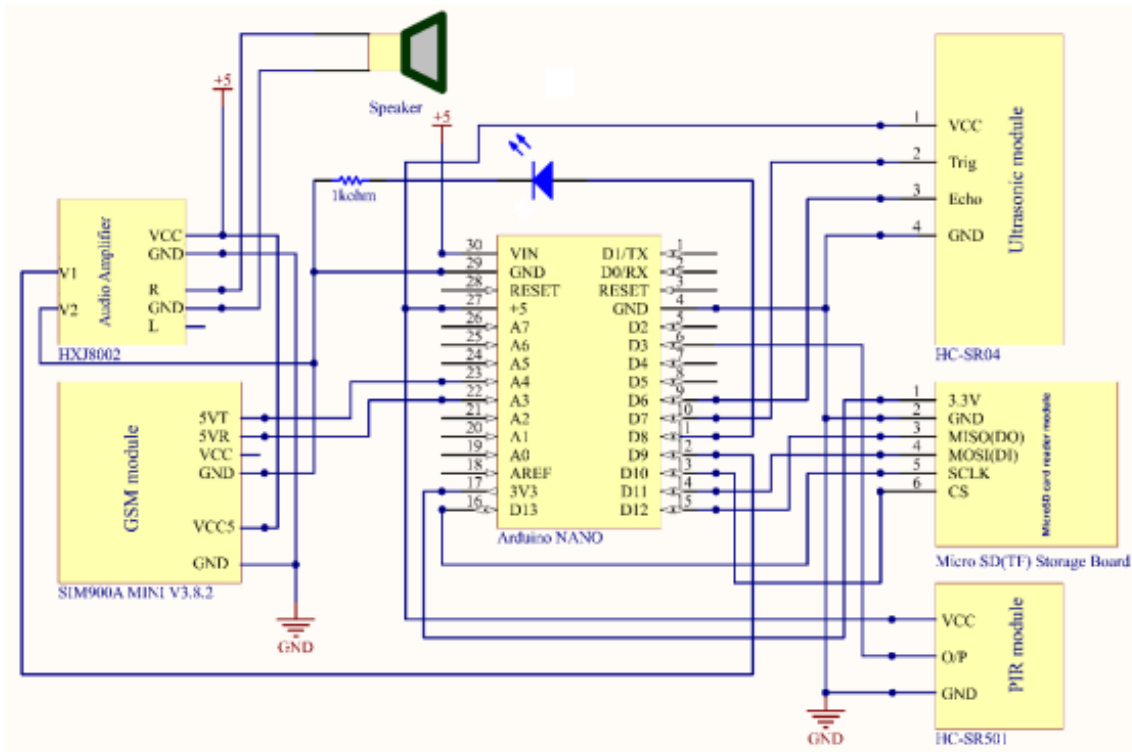 +5
Speaker
+5
1kohm
Audio Amplifier
VCC
GND
R
GND
L
V1
V2
HXJ8002
GSM module
5VT
5VR
VCC
GND
VCC5
GND
SIM900A MINI V3.8.2
GND
30 VIN
29 GND
28 RESET
27 +5
26 A7
25 A6
24 A5
23 A4
22 A3
21 A2
20 A1
19 A0
18 AREF
17 3V3
16 D13
D1/TX 1
D0/RX 2
RESET 3
GND 4
D2 5
D3 6
D4 7
D5 8
D6 9
D7 10
D8 1
D9 2
D10 3
D11 4
D12 5
Arduino NANO
1 VCC
2 Trig
3 Echo
4 GND
Ultrasonic module
HC-SR04
1 3.3V
2 GND
3 MISO(DO)
4 MOSI(DI)
5 SCLK
6 CS
MicroSD card reader module
Micro SD(TF) Storage Board
VCC
O/P
GND
PIR module
HC-SR501
GND